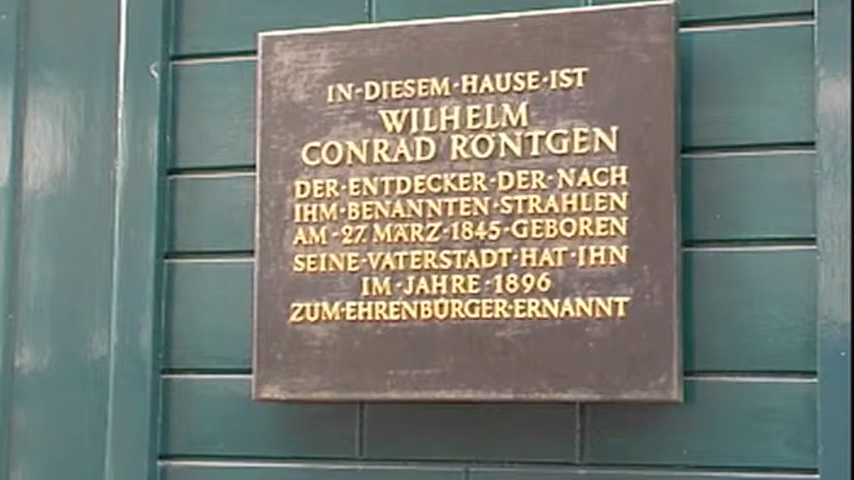 IN·DIESEM·HAUSE·IST
WILHELM
CONRAD RÖNTGEN
DER·ENTDECKER·DER·NACH
IHM·BENANNTEN·STRAHLEN
AM·27. MÄRZ·1845·GEBOREN
SEINE·VATERSTADT·HAT·IHN
IM·JAHRE·1896
ZUM·EHRENBÜRGER·ERNANNT